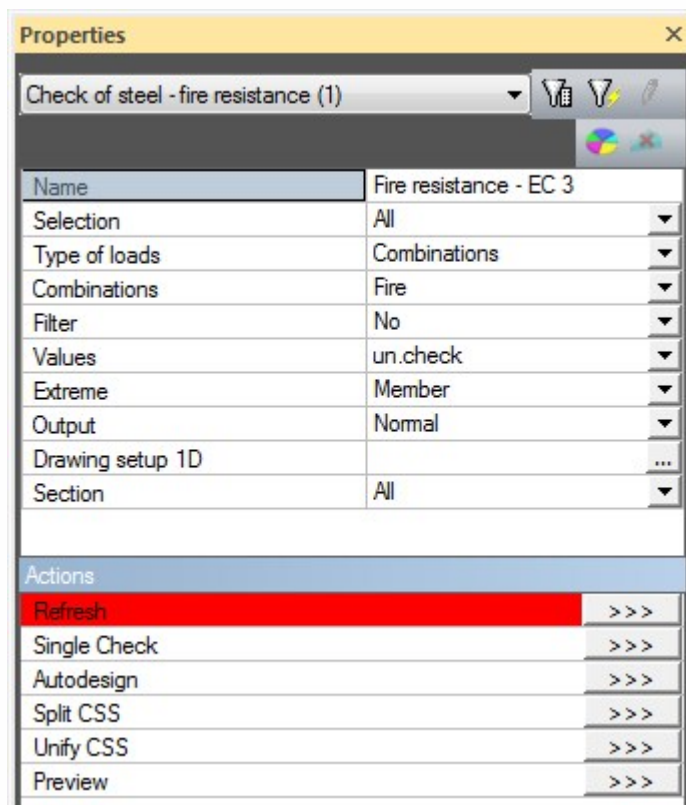 Properties
Check of steel - fire resistance (1)
Name Fire resistance - EC 3
Selection All
Type of loads Combinations
Combinations Fire
Filter No
Values un.check
Extreme Member
Output Normal
Drawing setup 1D ...
Section All
Actions
Refresh >>>
Single Check >>>
Autodesign >>>
Split CSS >>>
Unify CSS >>>
Preview >>>